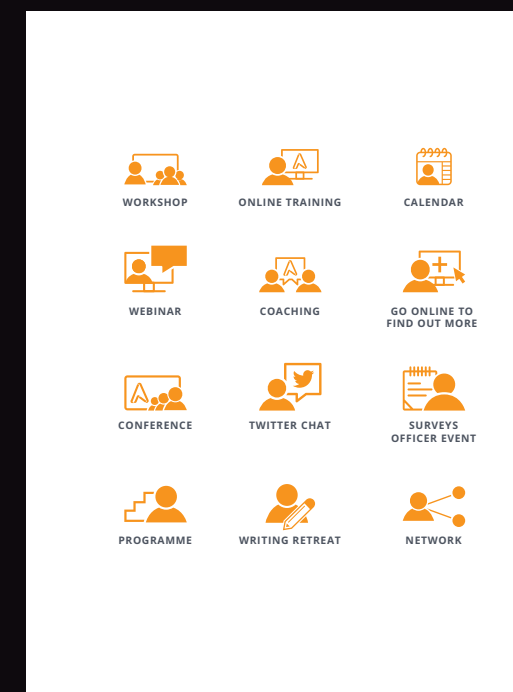 WORKSHOP
ONLINE TRAINING
CALENDAR
WEBINAR
COACHING
GO ONLINE TO
FIND OUT MORE
CONFERENCE
TWITTER CHAT
SURVEYS
OFFICER EVENT
PROGRAMME
WRITING RETREAT
NETWORK